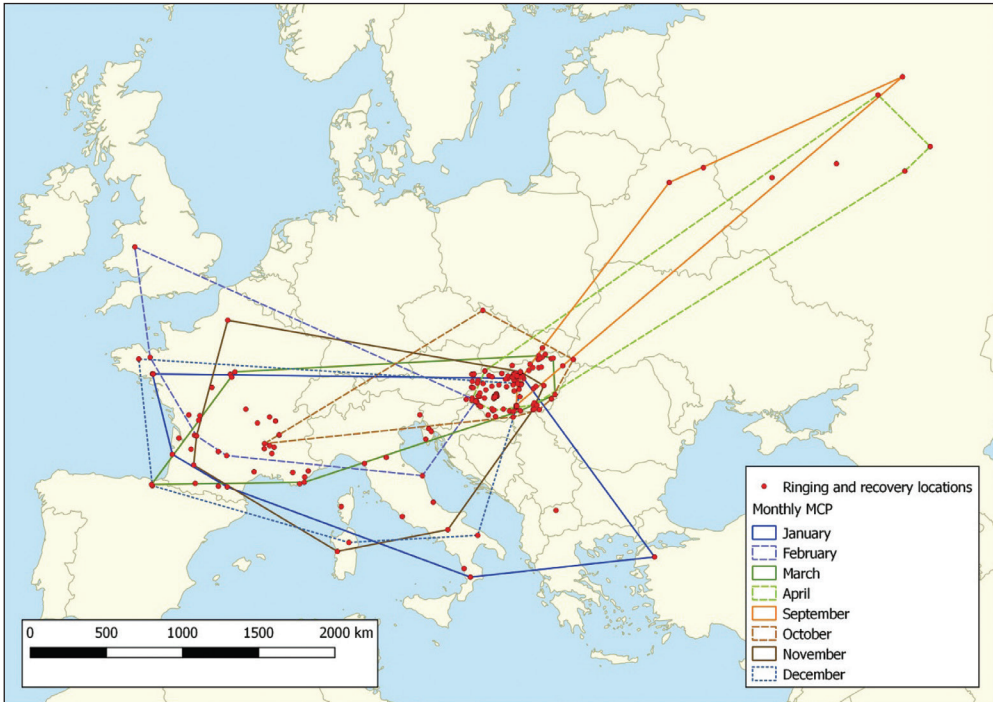 Ringing and recovery locations
Monthly MCP
January
February
March
April
September
October
November
December
0 500 1000 1500 2000 km